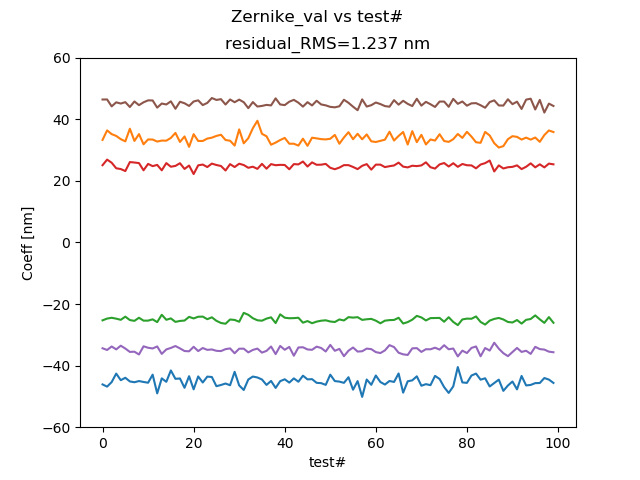 Zernike_val vs test#
residual_RMS=1.237 nm
60
40
20
0
−20
−40
−60
Coeff [nm]
0 20 40 60 80 100
test#